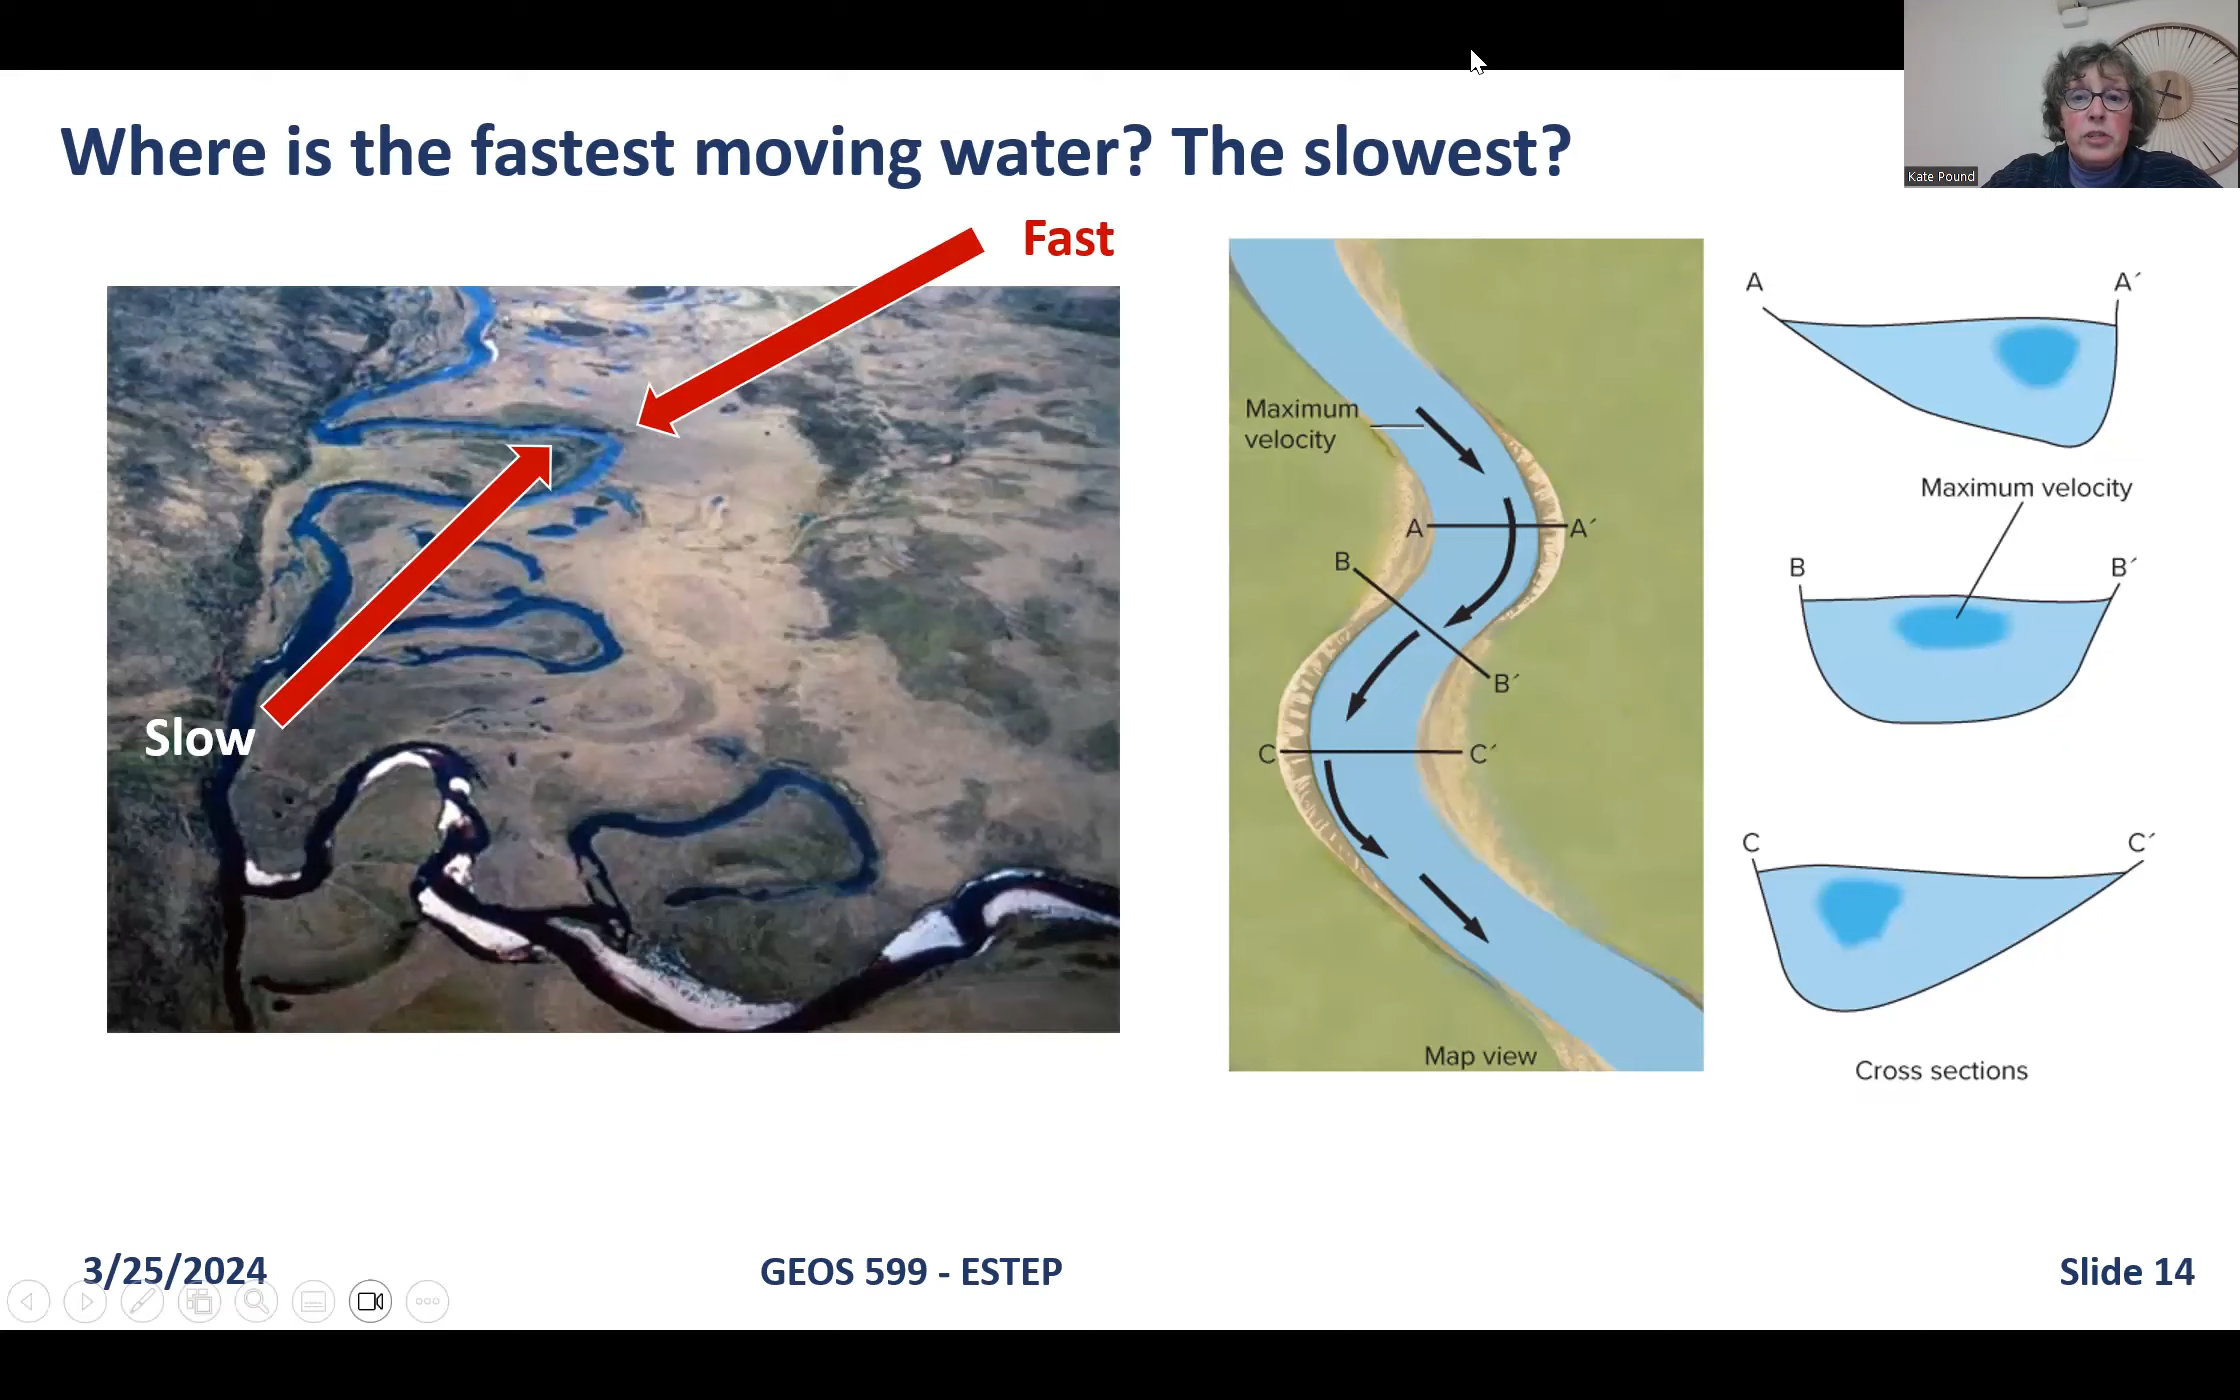 Where is the fastest moving water? The slowest?
Kate Pound
Fast
Slow
Maximum
velocity
A
A´
B
B´
C
C´
Map view
A
A´
Maximum velocity
B
B´
C
C´
Cross sections
3/25/2024
GEOS 599 - ESTEP
Slide 14